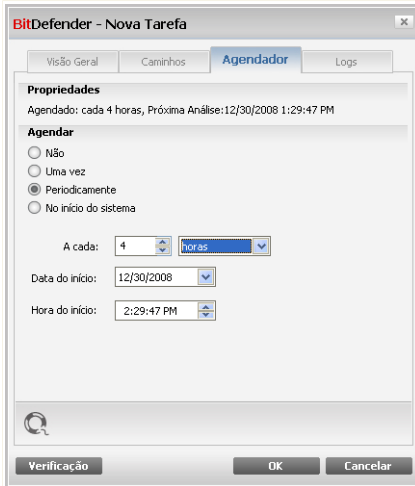 BitDefender - Nova Tarefa
Visão Geral Caminhos Agendador Logs
Propriedades
Agendado: cada 4 horas, Próxima Análise:12/30/2008 1:29:47 PM
Agendar
Não
Uma vez
Periodicamente
No início do sistema
A cada: 4 horas
Data do início: 12/30/2008
Hora do início: 2:29:47 PM
Verificação OK Cancelar